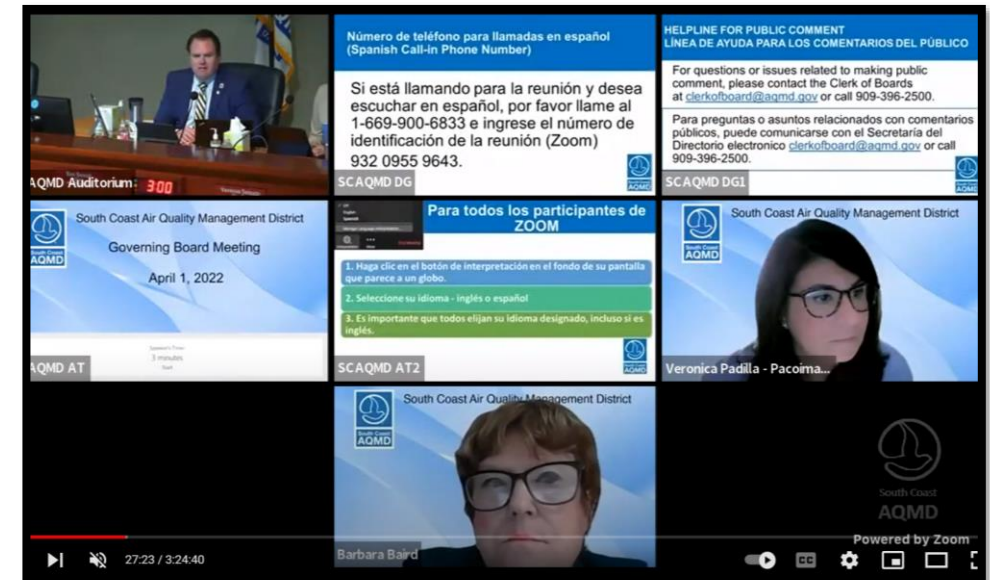 Número de teléfono para llamadas en español
(Spanish Call-in Phone Number)
Si está llamando para la reunión y desea
escuchar en español, por favor llame al
1-669-900-6833 e ingrese el número de
identificación de la reunión (Zoom)
932 0955 9643.
SCAQMD DG
HELPLINE FOR PUBLIC COMMENT
LÍNEA DE AYUDA PARA LOS COMENTARIOS DEL PÚBLICO
For questions or issues related to making public
comment, please contact the Clerk of Boards
at clerkofboard@aqmd.gov or call 909-396-2500.
Para preguntas o asuntos relacionados con comentarios
públicos, puede comunicarse con el Secretaría del
Directorio electronico clerkofboard@aqmd.gov or call
909-396-2500.
SCAQMD DG1
AQMD Auditorium
3:00
South Coast
AQMD
South Coast Air Quality Management District
Governing Board Meeting
April 1, 2022
3 minutes
AQMD AT
Para todos los participantes de
ZOOM
1. Haga clic en el botón de interpretación en el fondo de su pantalla
que parece a un globo.
2. Seleccione su idioma - inglés o español
3. Es importante que todos elijan su idioma designado, incluso si es
inglés.
SCAQMD AT2
South Coast
AQMD
South Coast Air Quality Management District
Veronica Padilla - Pacoima...
South Coast
AQMD
South Coast Air Quality Management District
Barbara Baird
South Coast
AQMD
Powered by Zoom
27:23 / 3:24:40
CC